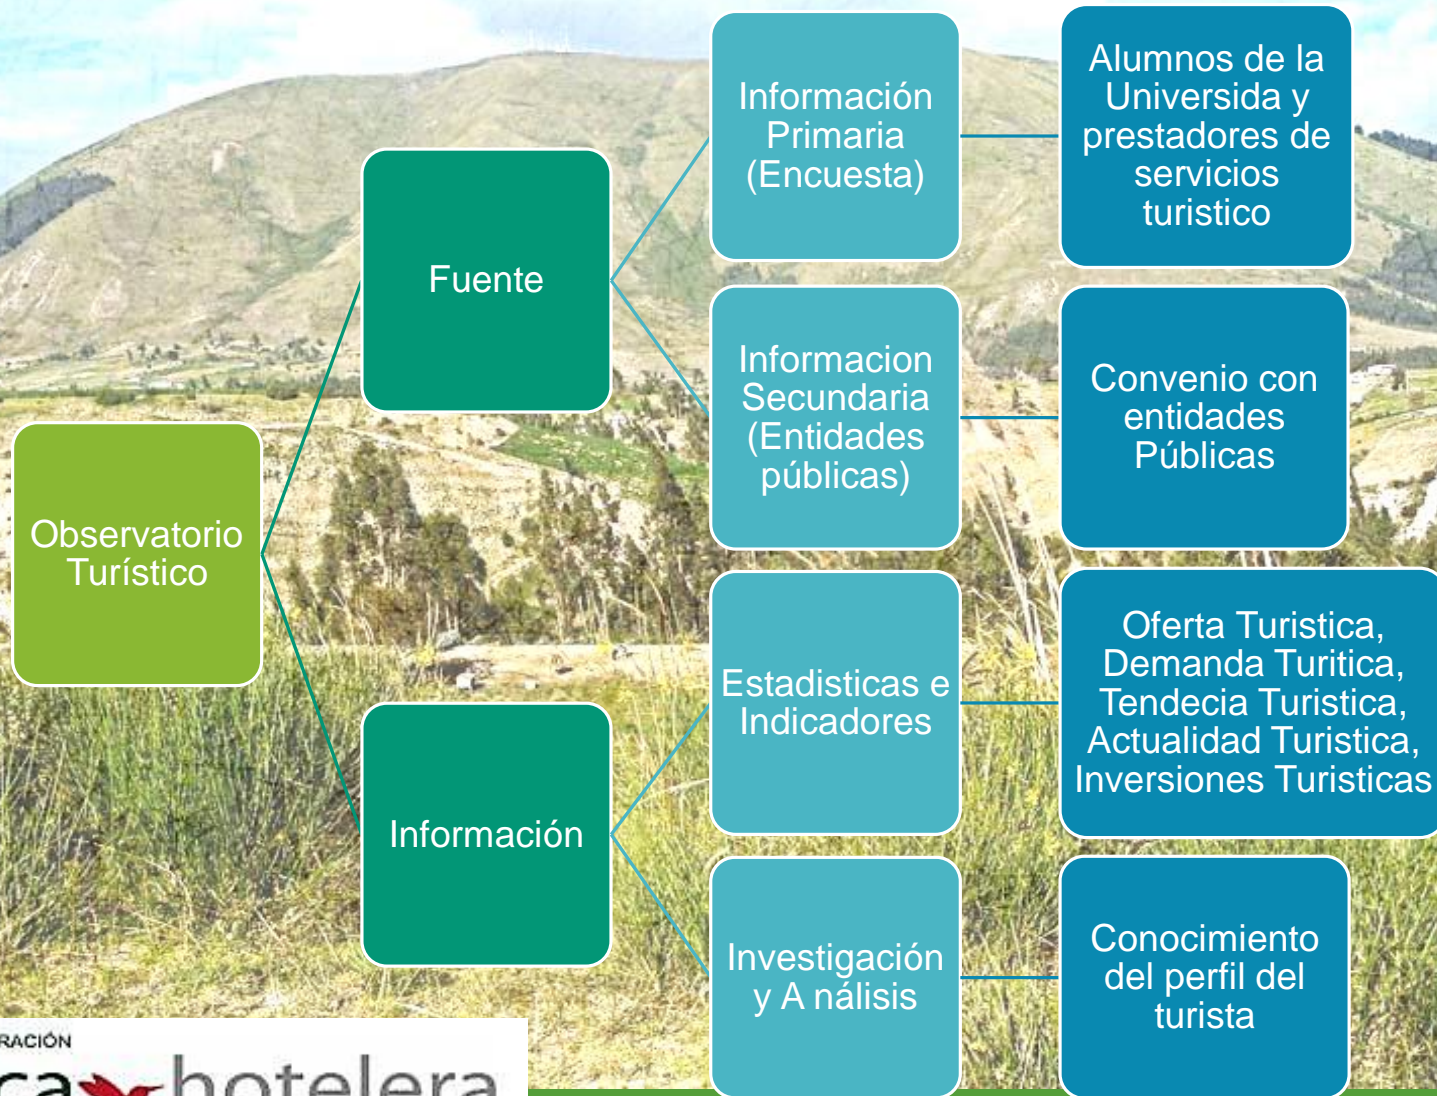 Observatorio
Turístico
Fuente
Información
Primaria
(Encuesta)
Alumnos de la
Universida y
prestadores de
servicios
turistico
Informacion
Secundaria
(Entidades
públicas)
Convenio con
entidades
Públicas
Información
Estadisticas e
Indicadores
Oferta Turistica,
Demanda Turitica,
Tendecia Turistica,
Actualidad Turistica,
Inversiones Turisticas
Investigación
y A nálisis
Conocimiento
del perfil del
turista
hotelera